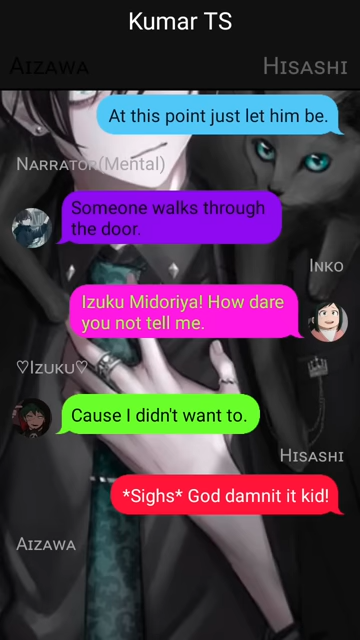 Kumar TS
Aizawa
Hisashi
At this point just let him be.
Narrator(Mental)
Someone walks through
the door.
Inko
Izuku Midoriya! How dare
you not tell me.
♡Izuku♡
Cause I didn't want to.
Hisashi
*Sighs* God damnit it kid!
Aizawa